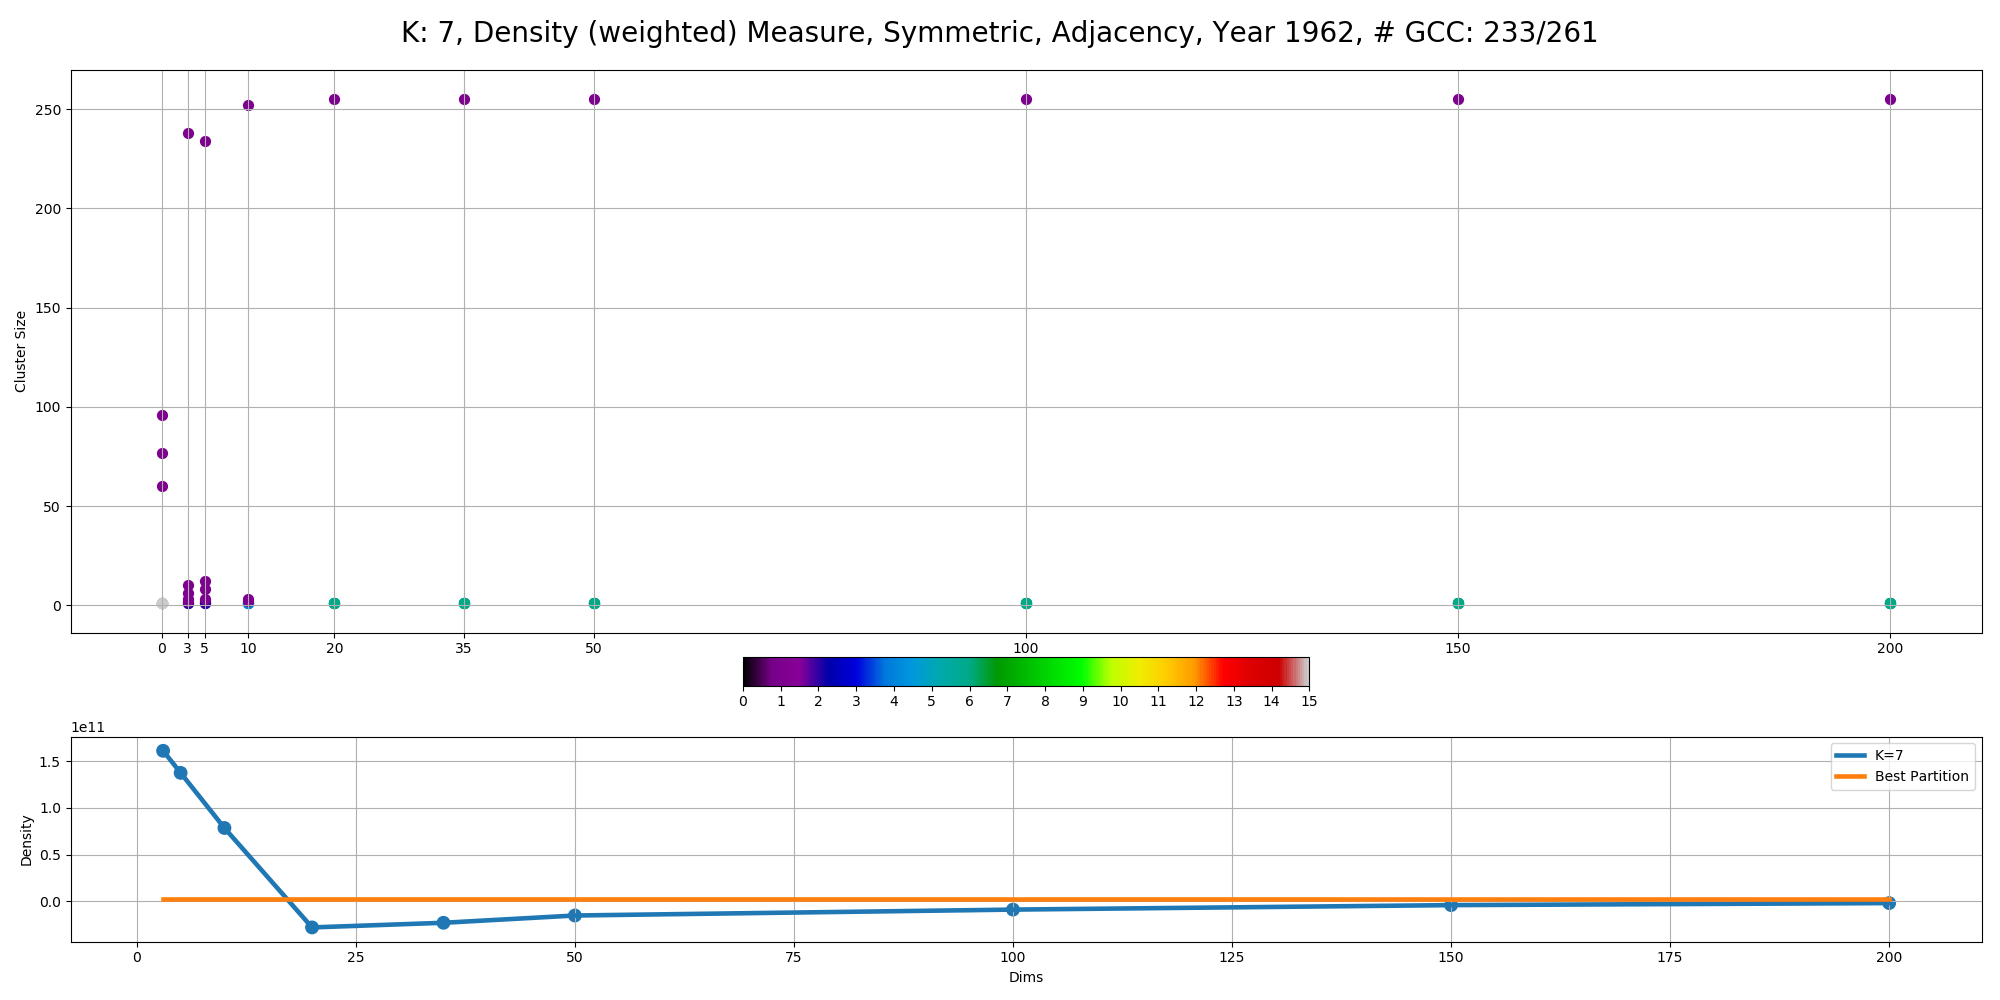 K: 7, Density (weighted) Measure, Symmetric, Adjacency, Year 1962, # GCC: 233/261
250
200
150
100
50
0
Cluster Size
0 3 5 10 20 35 50 100 150 200
0 1 2 3 4 5 6 7 8 9 10 11 12 13 14 15
1e11
1.5
1.0
0.5
0.0
Density
K=7
Best Partition
0 25 50 75 100 125 150 175 200
Dims